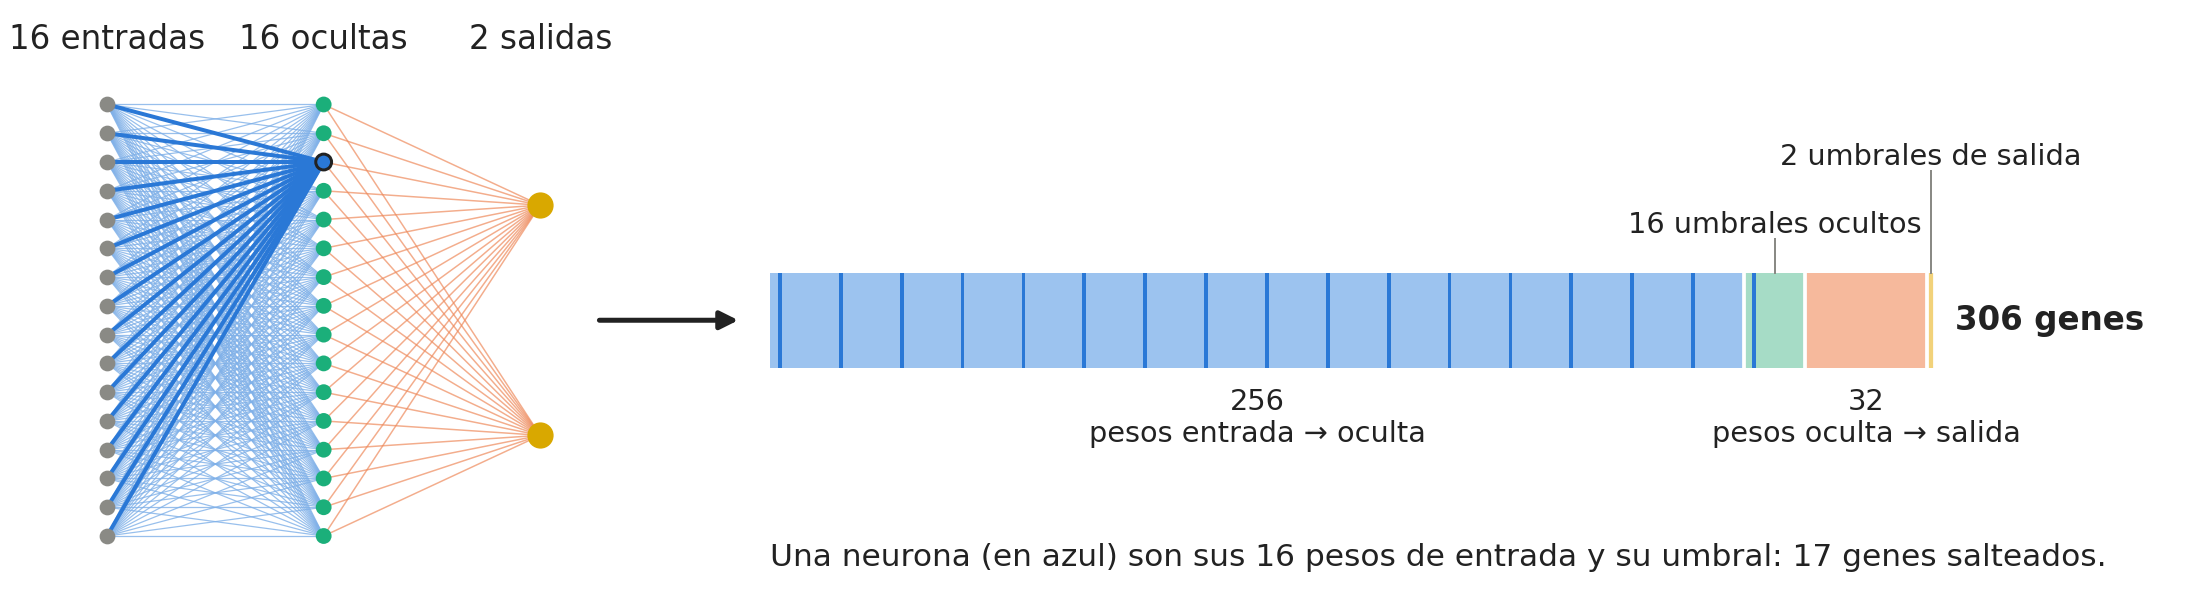 16 entradas
16 ocultas
2 salidas
2 umbrales de salida
16 umbrales ocultos
306 genes
256
pesos entrada → oculta
32
pesos oculta → salida
Una neurona (en azul) son sus 16 pesos de entrada y su umbral: 17 genes salteados.